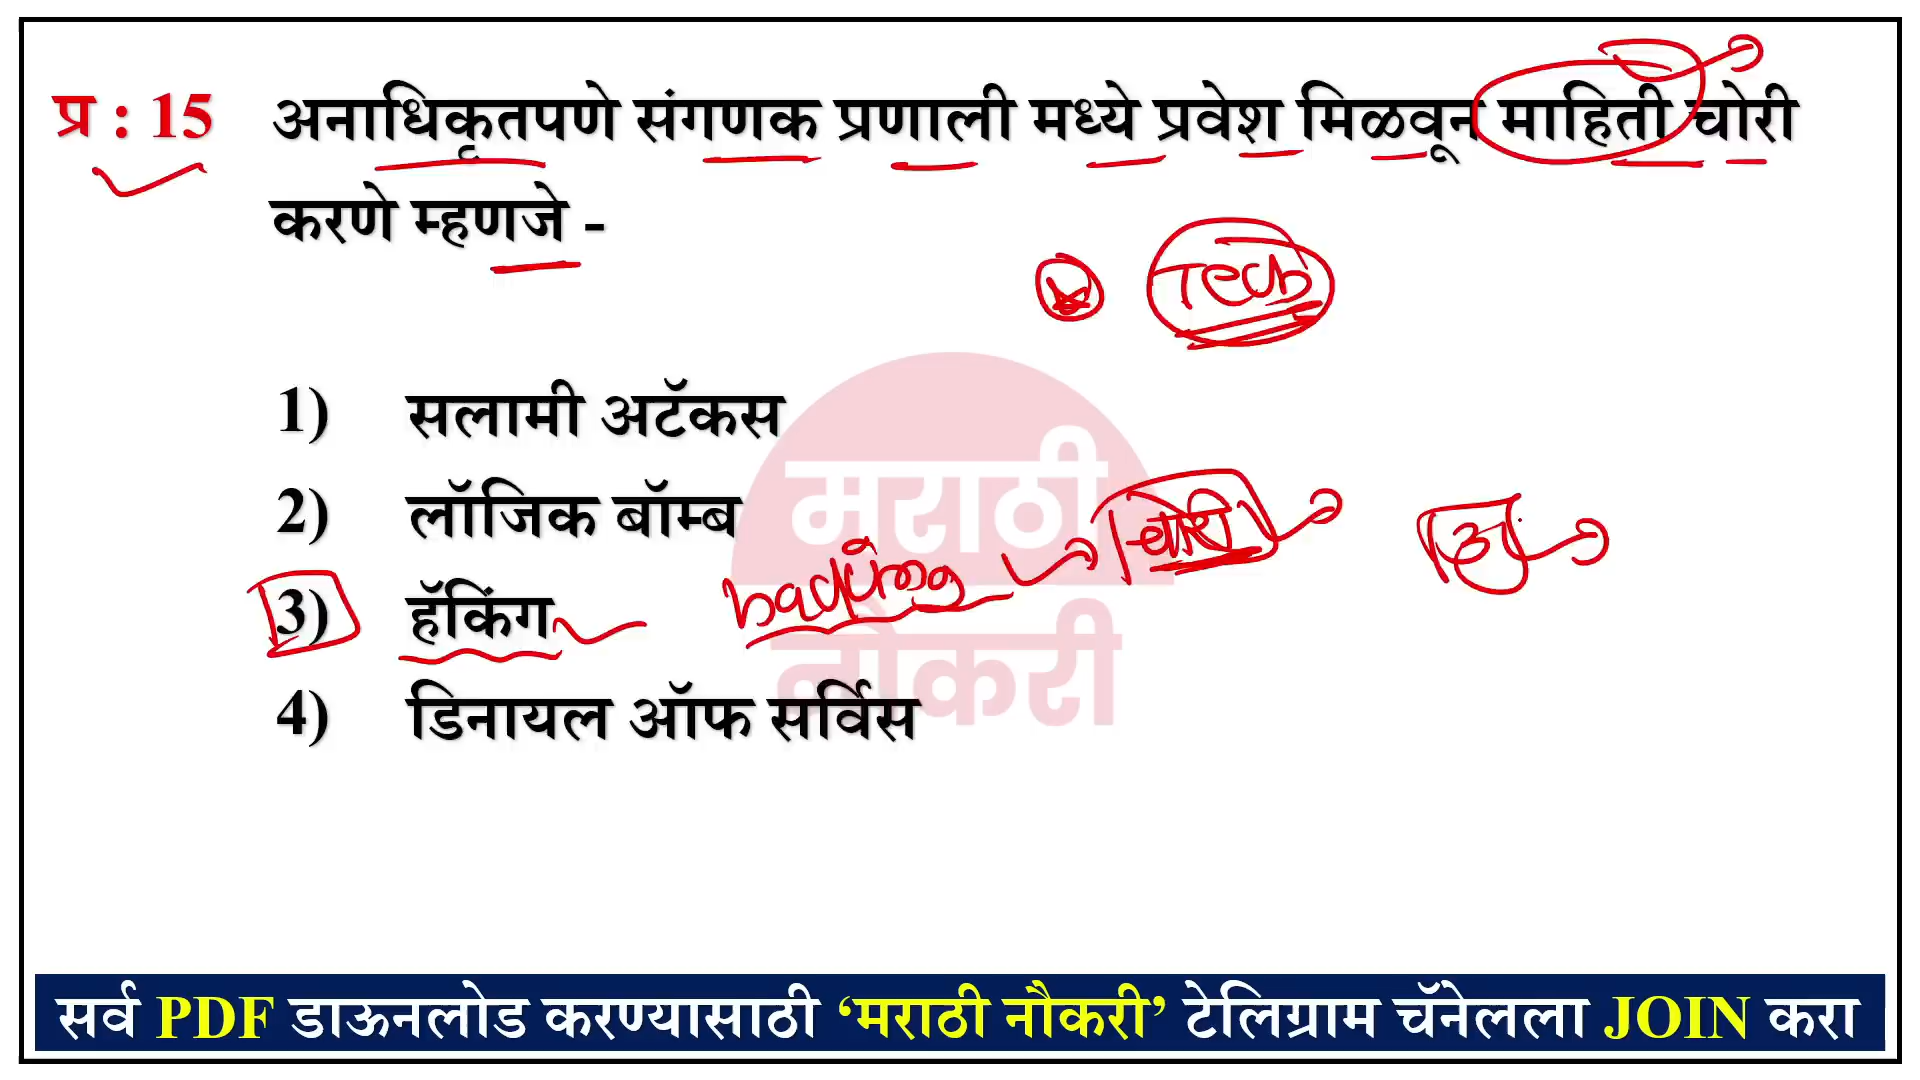 प्र : 15 अनाधिकृतपणे संगणक प्रणाली मध्ये प्रवेश मिळवून माहिती चोरी
करणे म्हणजे -
Tech
1) सलामी अटॅकस
2) लॉजिक बॉम्ब
चोरी
3) हॅकिंग
hacking
4) डिनायल ऑफ सर्विस
मराठी
नौकरी
सर्व PDF डाऊनलोड करण्यासाठी ‘मराठी नौकरी’ टेलिग्राम चॅनेलला JOIN करा